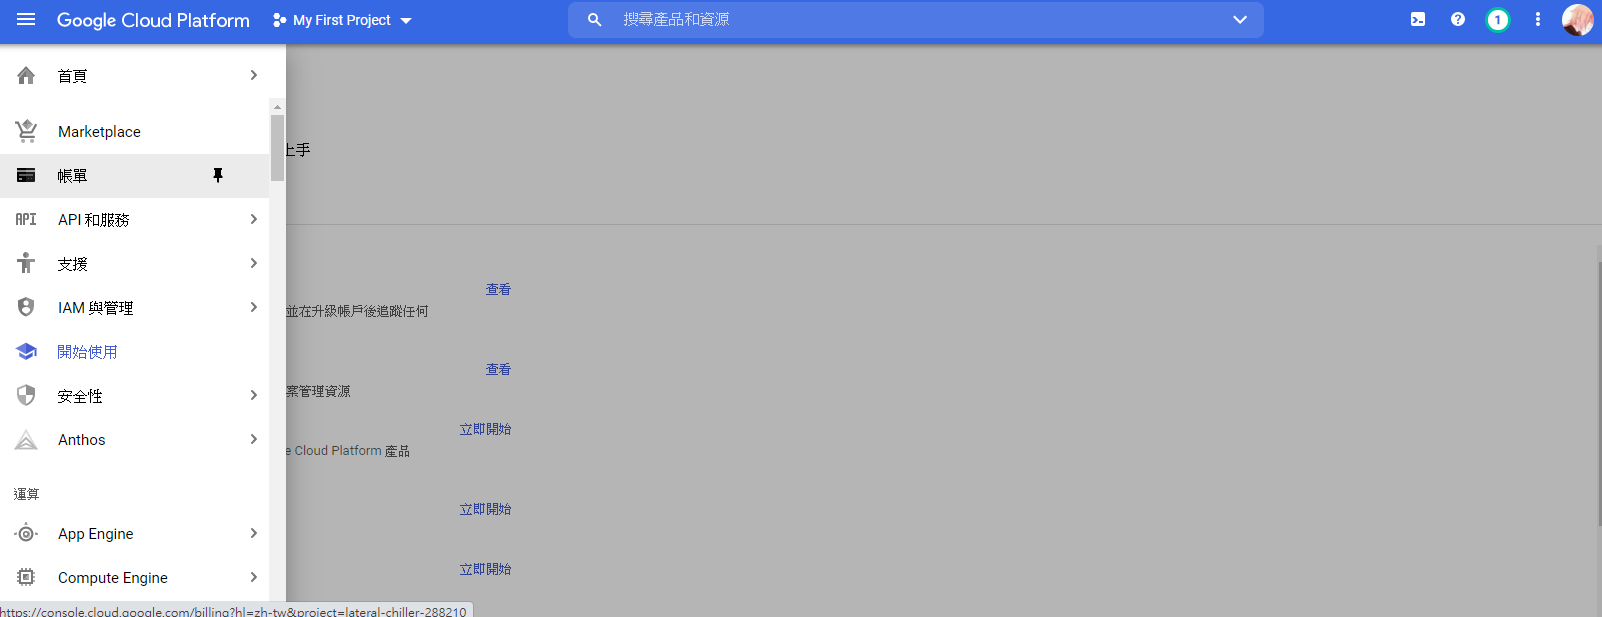 Google Cloud Platform
My First Project
搜尋產品和資源
1
首頁
Marketplace
帳單
API 和服務
支援
IAM 與管理
開始使用
安全性
Anthos
運算
App Engine
Compute Engine
上手
查看
並在升級帳戶後追蹤任何
查看
案管理資源
立即開始
e Cloud Platform 產品
立即開始
立即開始
https://console.cloud.google.com/billing?hl=zh-tw&project=lateral-chiller-288210